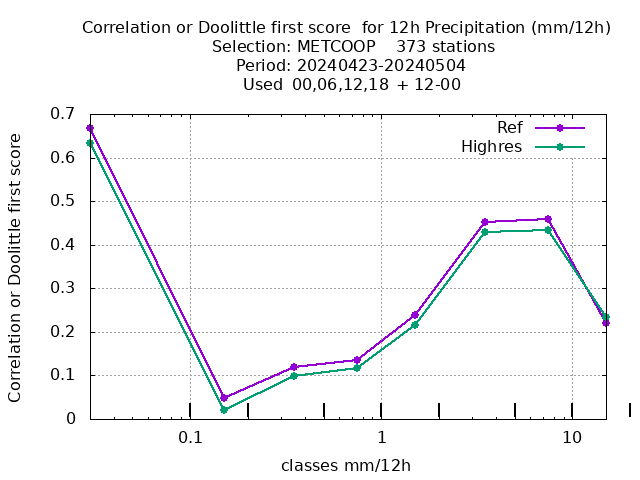 Correlation or Doolittle first score  for 12h Precipitation (mm/12h)
Selection: METCOOP    373 stations
Period: 20240423-20240504
Used  00,06,12,18 + 12-00
Ref
Highres
Correlation or Doolittle first score
0.7
0.6
0.5
0.4
0.3
0.2
0.1
0
0.1 1 10
classes mm/12h